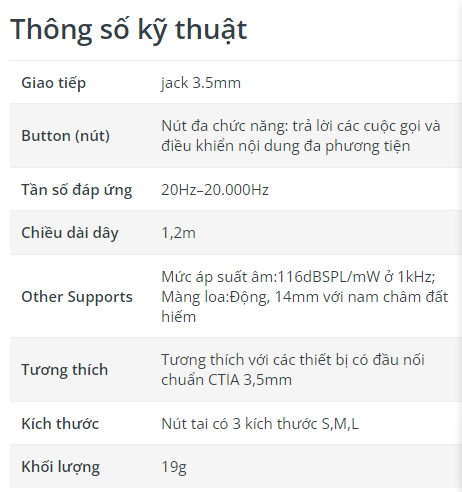 Thông số kỹ thuật
Giao tiếp
jack 3.5mm
Button (nút)
Nút đa chức năng: trả lời các cuộc gọi và
điều khiển nội dung đa phương tiện
Tần số đáp ứng
20Hz–20.000Hz
Chiều dài dây
1,2m
Other Supports
Mức áp suất âm:116dBSPL/mW ở 1kHz;
Màng loa:Động, 14mm với nam châm đất
hiếm
Tương thích
Tương thích với các thiết bị có đầu nối
chuẩn CTIA 3,5mm
Kích thước
Nút tai có 3 kích thước S,M,L
Khối lượng
19g